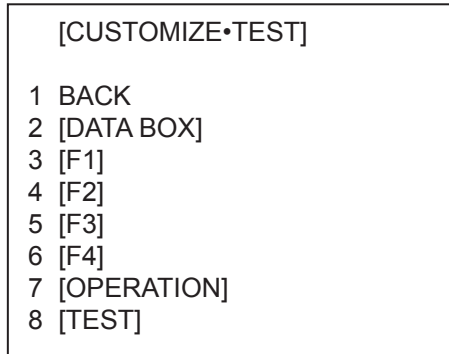 [CUSTOMIZE•TEST]
1 BACK
2 [DATA BOX]
3 [F1]
4 [F2]
5 [F3]
6 [F4]
7 [OPERATION]
8 [TEST]